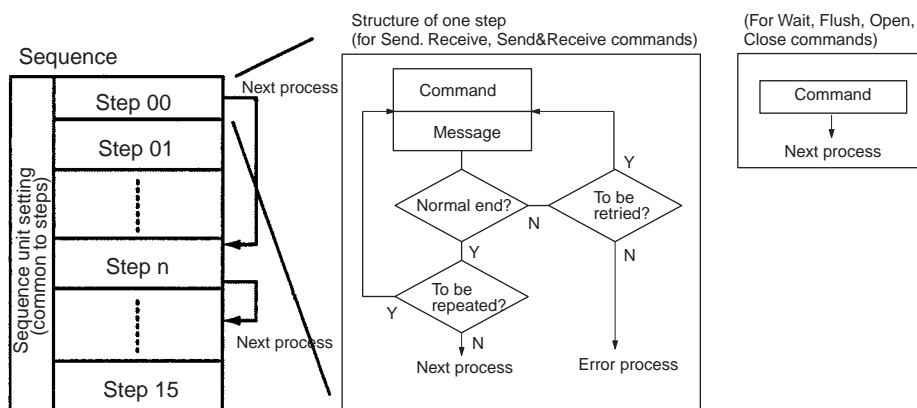 Structure of one step
(for Send. Receive, Send&Receive commands)
(For Wait, Flush, Open,
Close commands)
Sequence
Sequence unit setting
(common to steps)
Step 00
Step 01
Step n
Step 15
Next process
Next process
Command
Message
Normal end?
Y
N
To be
retried?
Y
N
To be
repeated?
Y
N
Next process
Error process
Command
Next process